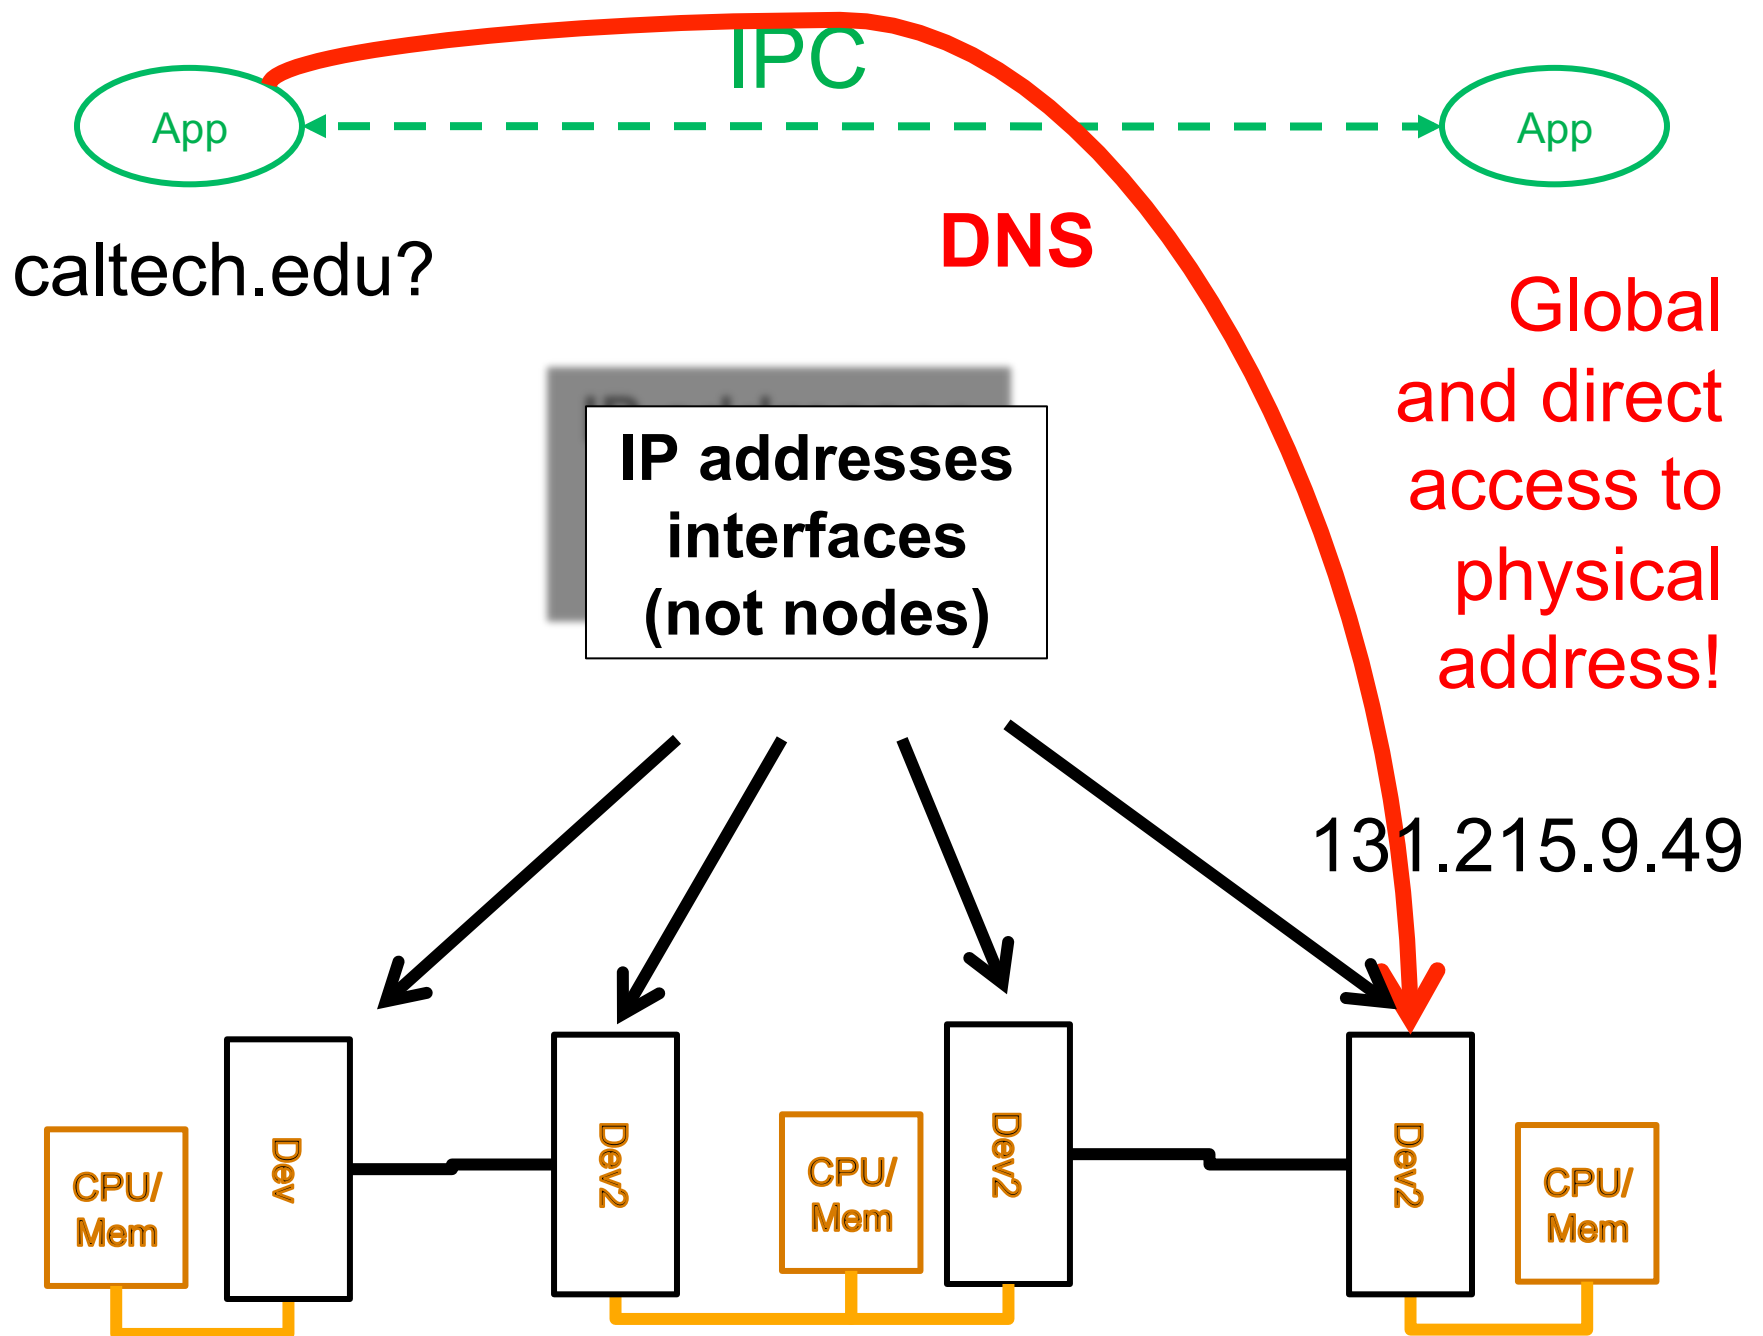 IPC
App
App
DNS
caltech.edu?
Global
and direct
access to
physical
address!
IP addresses
interfaces
(not nodes)
131.215.9.49
CPU/
Mem
Dev
Dev2
CPU/
Mem
Dev2
Dev2
CPU/
Mem